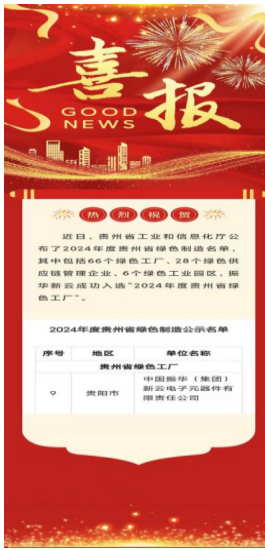 喜报
GOOD
NEWS
热烈祝贺
近日，贵州省工业和信息化厅公
布了2024年度贵州省绿色制造名单，
其中包括66个绿色工厂、28个绿色供
应链管理企业、6个绿色工业园区，振
华新云成功入选“2024年度贵州省绿
色工厂”。
2024年度贵州省绿色制造公示名单
序号 地区 单位名称
贵州省绿色工厂
9 贵阳市 中国振华（集团）
新云电子元器件有
限责任公司